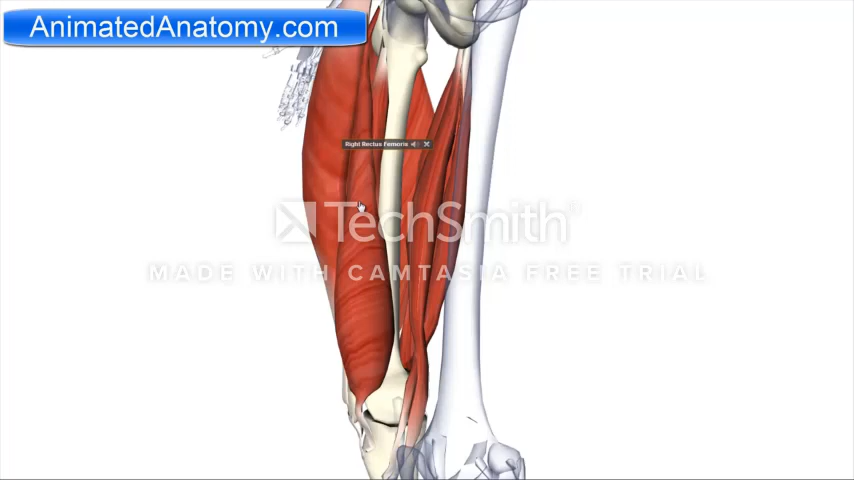 AnimatedAnatomy.com
Right Rectus Femoris
TechSmith
MADE WITH CAMTASIA FREE TRIAL